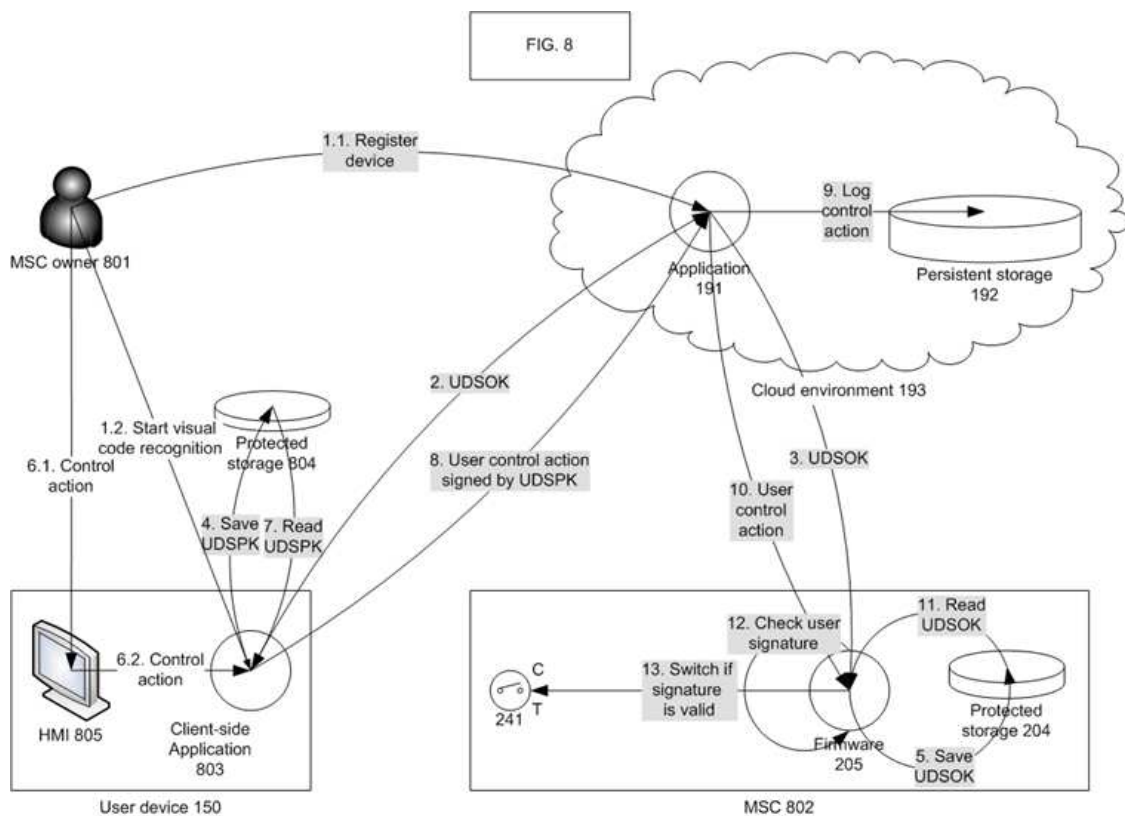 FIG. 8
1.1. Register
device
9. Log
control
action
MSC owner 801
Application
191
Persistent storage
192
2. UDSOK
Cloud environment 193
1.2. Start visual
code recognition
Protected
storage 804
6.1. Control
action
8. User control action
signed by UDSPK
3. UDSOK
10. User
control
action
4. Save
UDSPK
7. Read
UDSPK
12. Check user
signature
11. Read
UDSOK
6.2. Control
action
13. Switch if
signature
is valid
C
T
241
HMI 805
Client-side
Application
803
Protected
storage 204
Firmware
205
5. Save
UDSOK
User device 150
MSC 802